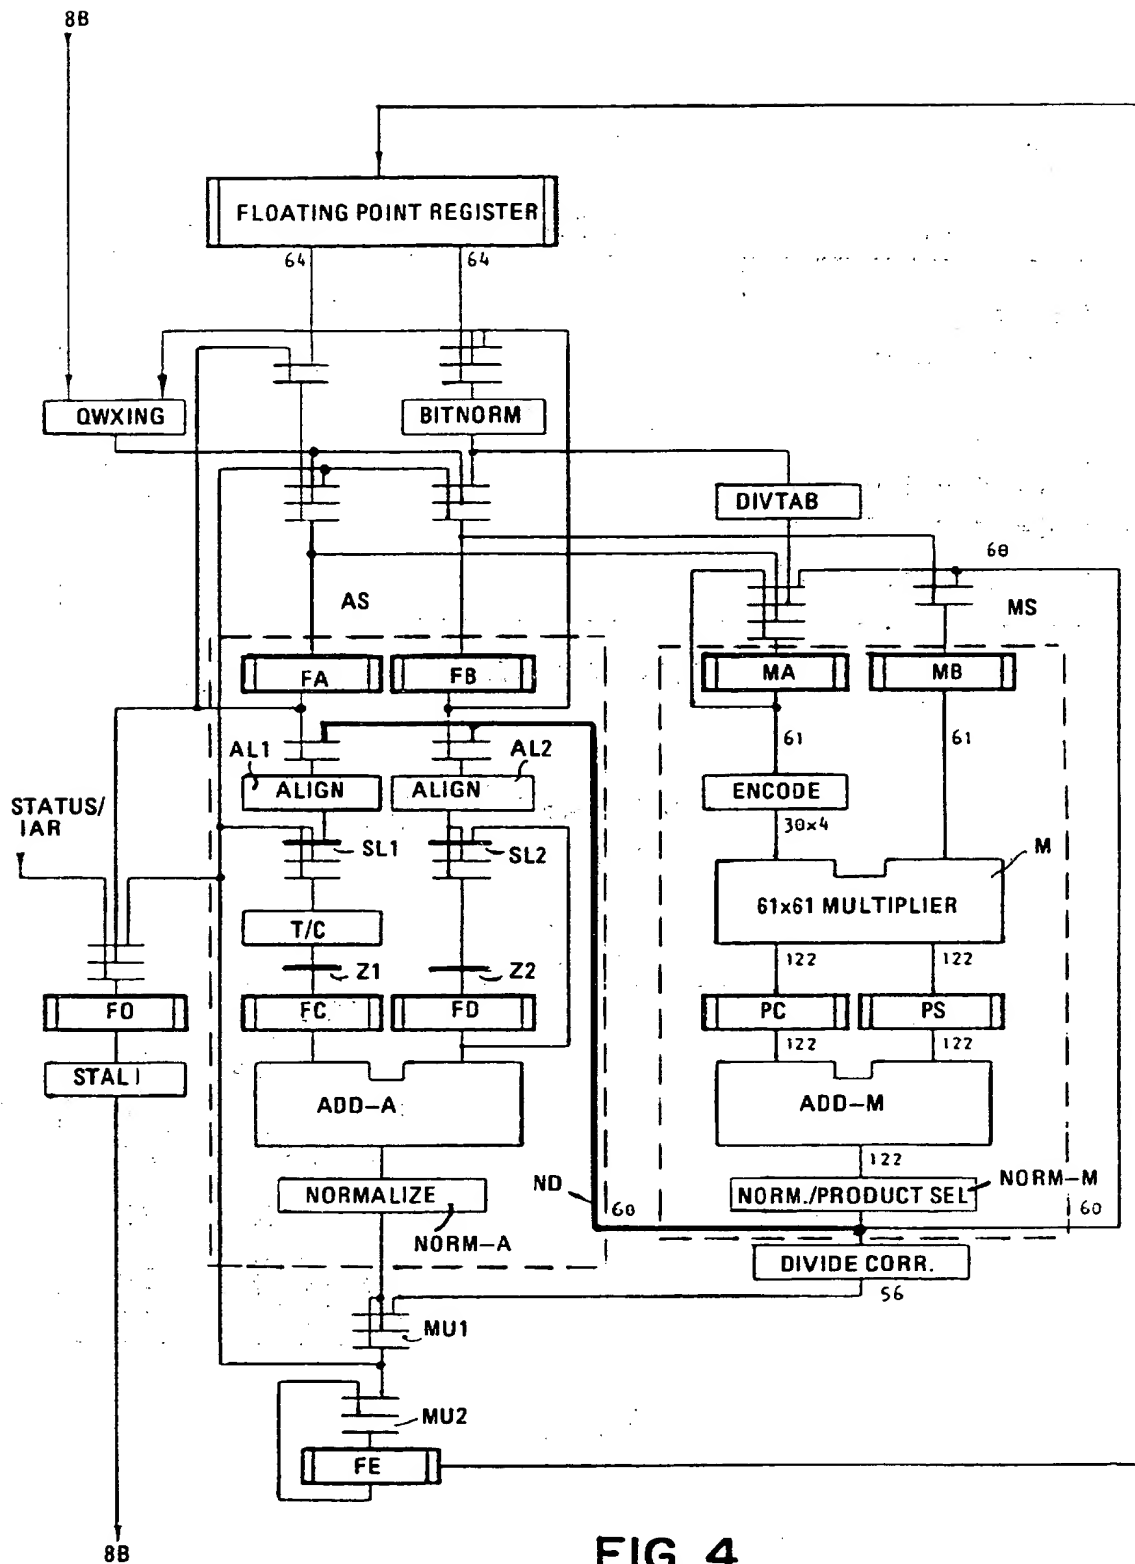 8B
FLOATING POINT REGISTER
64
64
QWXING
BITNORM
DIVTAB
60
AS
MS
FA
FB
MA
MB
61
61
AL1
AL2
ALIGN
ALIGN
ENCODE
STATUS/
IAR
30x4
SL1
SL2
M
61x61 MULTIPLIER
T/C
122
122
Z1
Z2
FO
FC
FD
PC
PS
122
122
STAL I
ADD-A
ADD-M
122
NORMALIZE
ND
NORM./PRODUCT SEL
NORM-M
60
60
NORM-A
DIVIDE CORR.
56
MU1
MU2
FE
8B
FIG. 4